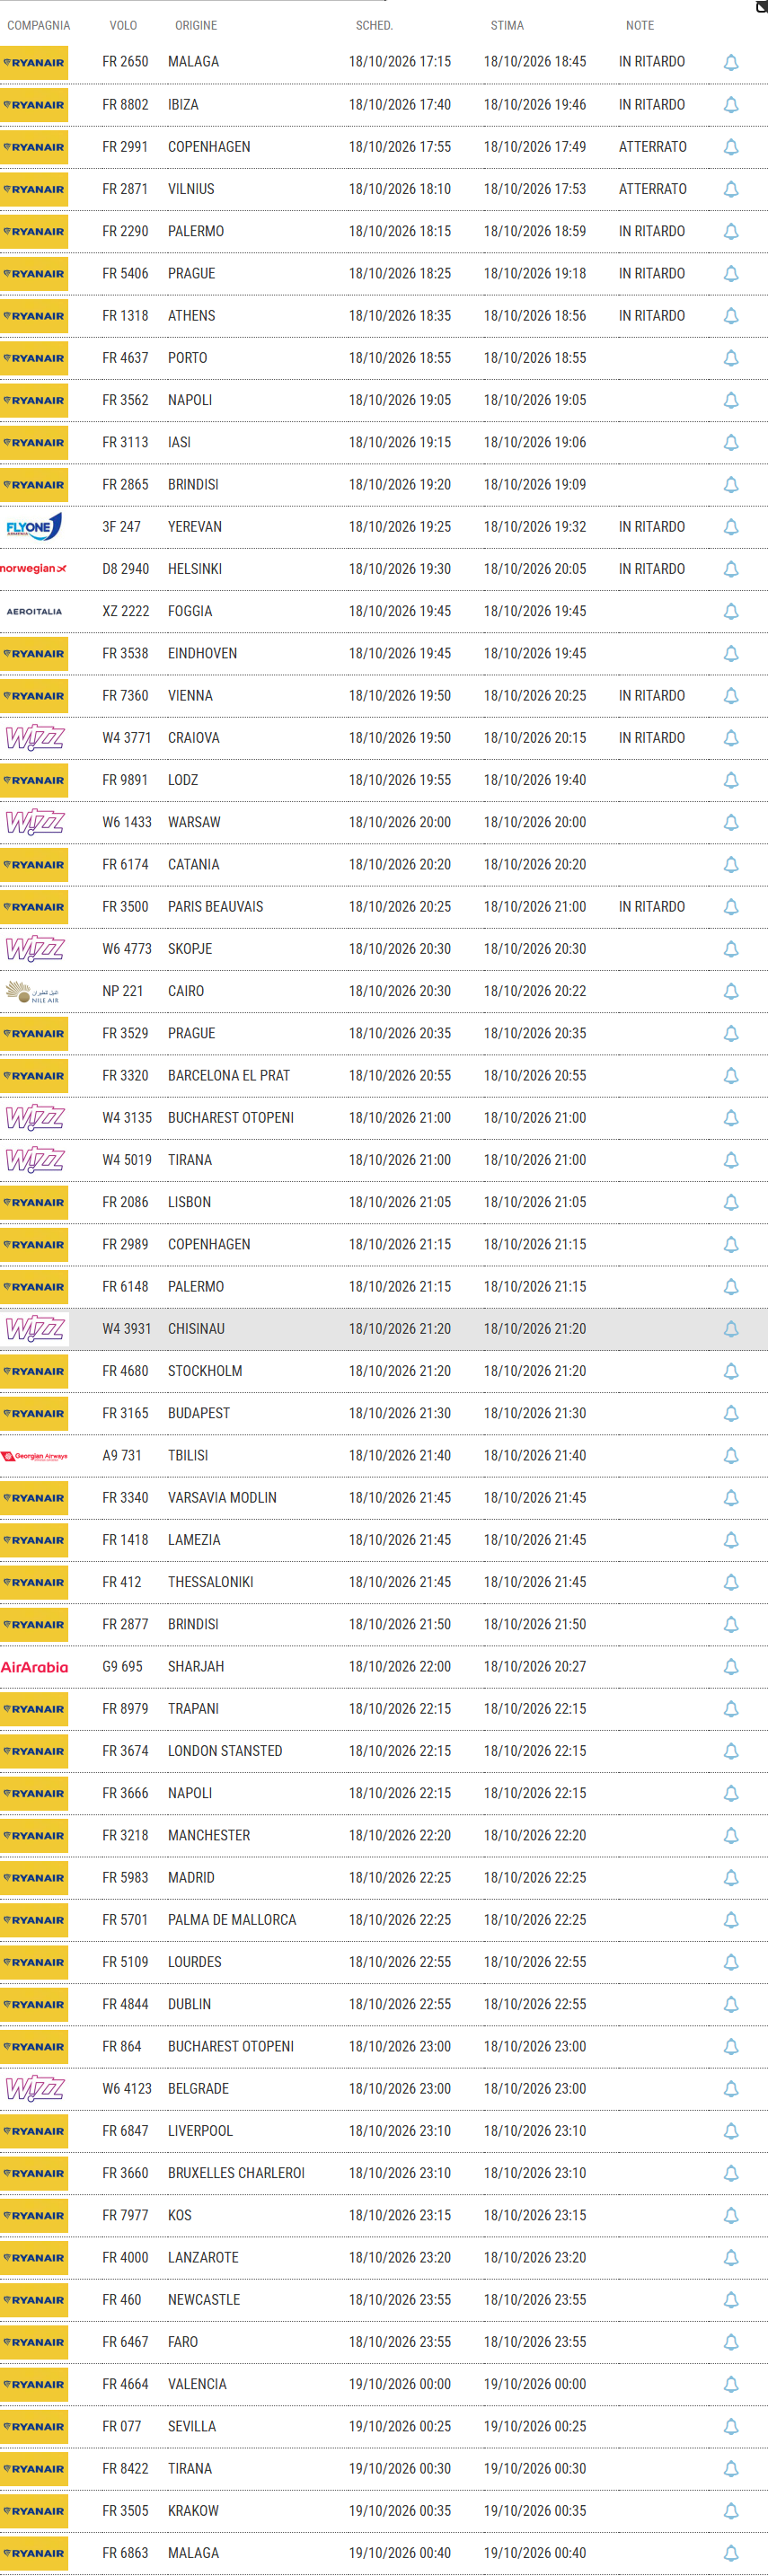 COMPAGNIA VOLO ORIGINE SCHED. STIMA NOTE
RYANAIR FR 2650 MALAGA 18/10/2026 17:15 18/10/2026 18:45 IN RITARDO
RYANAIR FR 8802 IBIZA 18/10/2026 17:40 18/10/2026 19:46 IN RITARDO
RYANAIR FR 2991 COPENHAGEN 18/10/2026 17:55 18/10/2026 17:49 ATTERRATO
RYANAIR FR 2871 VILNIUS 18/10/2026 18:10 18/10/2026 17:53 ATTERRATO
RYANAIR FR 2290 PALERMO 18/10/2026 18:15 18/10/2026 18:59 IN RITARDO
RYANAIR FR 5406 PRAGUE 18/10/2026 18:25 18/10/2026 19:18 IN RITARDO
RYANAIR FR 1318 ATHENS 18/10/2026 18:35 18/10/2026 18:56 IN RITARDO
RYANAIR FR 4637 PORTO 18/10/2026 18:55 18/10/2026 18:55
RYANAIR FR 3562 NAPOLI 18/10/2026 19:05 18/10/2026 19:05
RYANAIR FR 3113 IASI 18/10/2026 19:15 18/10/2026 19:06
RYANAIR FR 2865 BRINDISI 18/10/2026 19:20 18/10/2026 19:09
FLYONE ARMENIA 3F 247 YEREVAN 18/10/2026 19:25 18/10/2026 19:32 IN RITARDO
norwegian D8 2940 HELSINKI 18/10/2026 19:30 18/10/2026 20:05 IN RITARDO
AEROITALIA XZ 2222 FOGGIA 18/10/2026 19:45 18/10/2026 19:45
RYANAIR FR 3538 EINDHOVEN 18/10/2026 19:45 18/10/2026 19:45
RYANAIR FR 7360 VIENNA 18/10/2026 19:50 18/10/2026 20:25 IN RITARDO
WIZZ W4 3771 CRAIOVA 18/10/2026 19:50 18/10/2026 20:15 IN RITARDO
RYANAIR FR 9891 LODZ 18/10/2026 19:55 18/10/2026 19:40
WIZZ W6 1433 WARSAW 18/10/2026 20:00 18/10/2026 20:00
RYANAIR FR 6174 CATANIA 18/10/2026 20:20 18/10/2026 20:20
RYANAIR FR 3500 PARIS BEAUVAIS 18/10/2026 20:25 18/10/2026 21:00 IN RITARDO
WIZZ W6 4773 SKOPJE 18/10/2026 20:30 18/10/2026 20:30
النيل للطيران NILE AIR NP 221 CAIRO 18/10/2026 20:30 18/10/2026 20:22
RYANAIR FR 3529 PRAGUE 18/10/2026 20:35 18/10/2026 20:35
RYANAIR FR 3320 BARCELONA EL PRAT 18/10/2026 20:55 18/10/2026 20:55
WIZZ W4 3135 BUCHAREST OTOPENI 18/10/2026 21:00 18/10/2026 21:00
WIZZ W4 5019 TIRANA 18/10/2026 21:00 18/10/2026 21:00
RYANAIR FR 2086 LISBON 18/10/2026 21:05 18/10/2026 21:05
RYANAIR FR 2989 COPENHAGEN 18/10/2026 21:15 18/10/2026 21:15
RYANAIR FR 6148 PALERMO 18/10/2026 21:15 18/10/2026 21:15
WIZZ W4 3931 CHISINAU 18/10/2026 21:20 18/10/2026 21:20
RYANAIR FR 4680 STOCKHOLM 18/10/2026 21:20 18/10/2026 21:20
RYANAIR FR 3165 BUDAPEST 18/10/2026 21:30 18/10/2026 21:30
Georgian Airways A9 731 TBILISI 18/10/2026 21:40 18/10/2026 21:40
RYANAIR FR 3340 VARSAVIA MODLIN 18/10/2026 21:45 18/10/2026 21:45
RYANAIR FR 1418 LAMEZIA 18/10/2026 21:45 18/10/2026 21:45
RYANAIR FR 412 THESSALONIKI 18/10/2026 21:45 18/10/2026 21:45
RYANAIR FR 2877 BRINDISI 18/10/2026 21:50 18/10/2026 21:50
AirArabia G9 695 SHARJAH 18/10/2026 22:00 18/10/2026 20:27
RYANAIR FR 8979 TRAPANI 18/10/2026 22:15 18/10/2026 22:15
RYANAIR FR 3674 LONDON STANSTED 18/10/2026 22:15 18/10/2026 22:15
RYANAIR FR 3666 NAPOLI 18/10/2026 22:15 18/10/2026 22:15
RYANAIR FR 3218 MANCHESTER 18/10/2026 22:20 18/10/2026 22:20
RYANAIR FR 5983 MADRID 18/10/2026 22:25 18/10/2026 22:25
RYANAIR FR 5701 PALMA DE MALLORCA 18/10/2026 22:25 18/10/2026 22:25
RYANAIR FR 5109 LOURDES 18/10/2026 22:55 18/10/2026 22:55
RYANAIR FR 4844 DUBLIN 18/10/2026 22:55 18/10/2026 22:55
RYANAIR FR 864 BUCHAREST OTOPENI 18/10/2026 23:00 18/10/2026 23:00
WIZZ W6 4123 BELGRADE 18/10/2026 23:00 18/10/2026 23:00
RYANAIR FR 6847 LIVERPOOL 18/10/2026 23:10 18/10/2026 23:10
RYANAIR FR 3660 BRUXELLES CHARLEROI 18/10/2026 23:10 18/10/2026 23:10
RYANAIR FR 7977 KOS 18/10/2026 23:15 18/10/2026 23:15
RYANAIR FR 4000 LANZAROTE 18/10/2026 23:20 18/10/2026 23:20
RYANAIR FR 460 NEWCASTLE 18/10/2026 23:55 18/10/2026 23:55
RYANAIR FR 6467 FARO 18/10/2026 23:55 18/10/2026 23:55
RYANAIR FR 4664 VALENCIA 19/10/2026 00:00 19/10/2026 00:00
RYANAIR FR 077 SEVILLA 19/10/2026 00:25 19/10/2026 00:25
RYANAIR FR 8422 TIRANA 19/10/2026 00:30 19/10/2026 00:30
RYANAIR FR 3505 KRAKOW 19/10/2026 00:35 19/10/2026 00:35
RYANAIR FR 6863 MALAGA 19/10/2026 00:40 19/10/2026 00:40